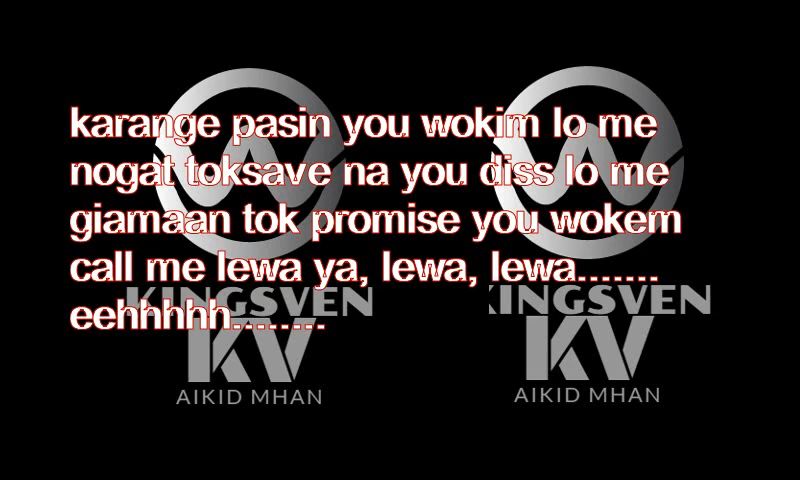 karange pasin you wokim lo me
nogat toksave na you diss lo me
giamaan tok promise you wokem
call me lewa ya, lewa, lewa.......
eehhhhh........
KINGSVEN KINGSVEN
KV KV
AIKID MHAN AIKID MHAN